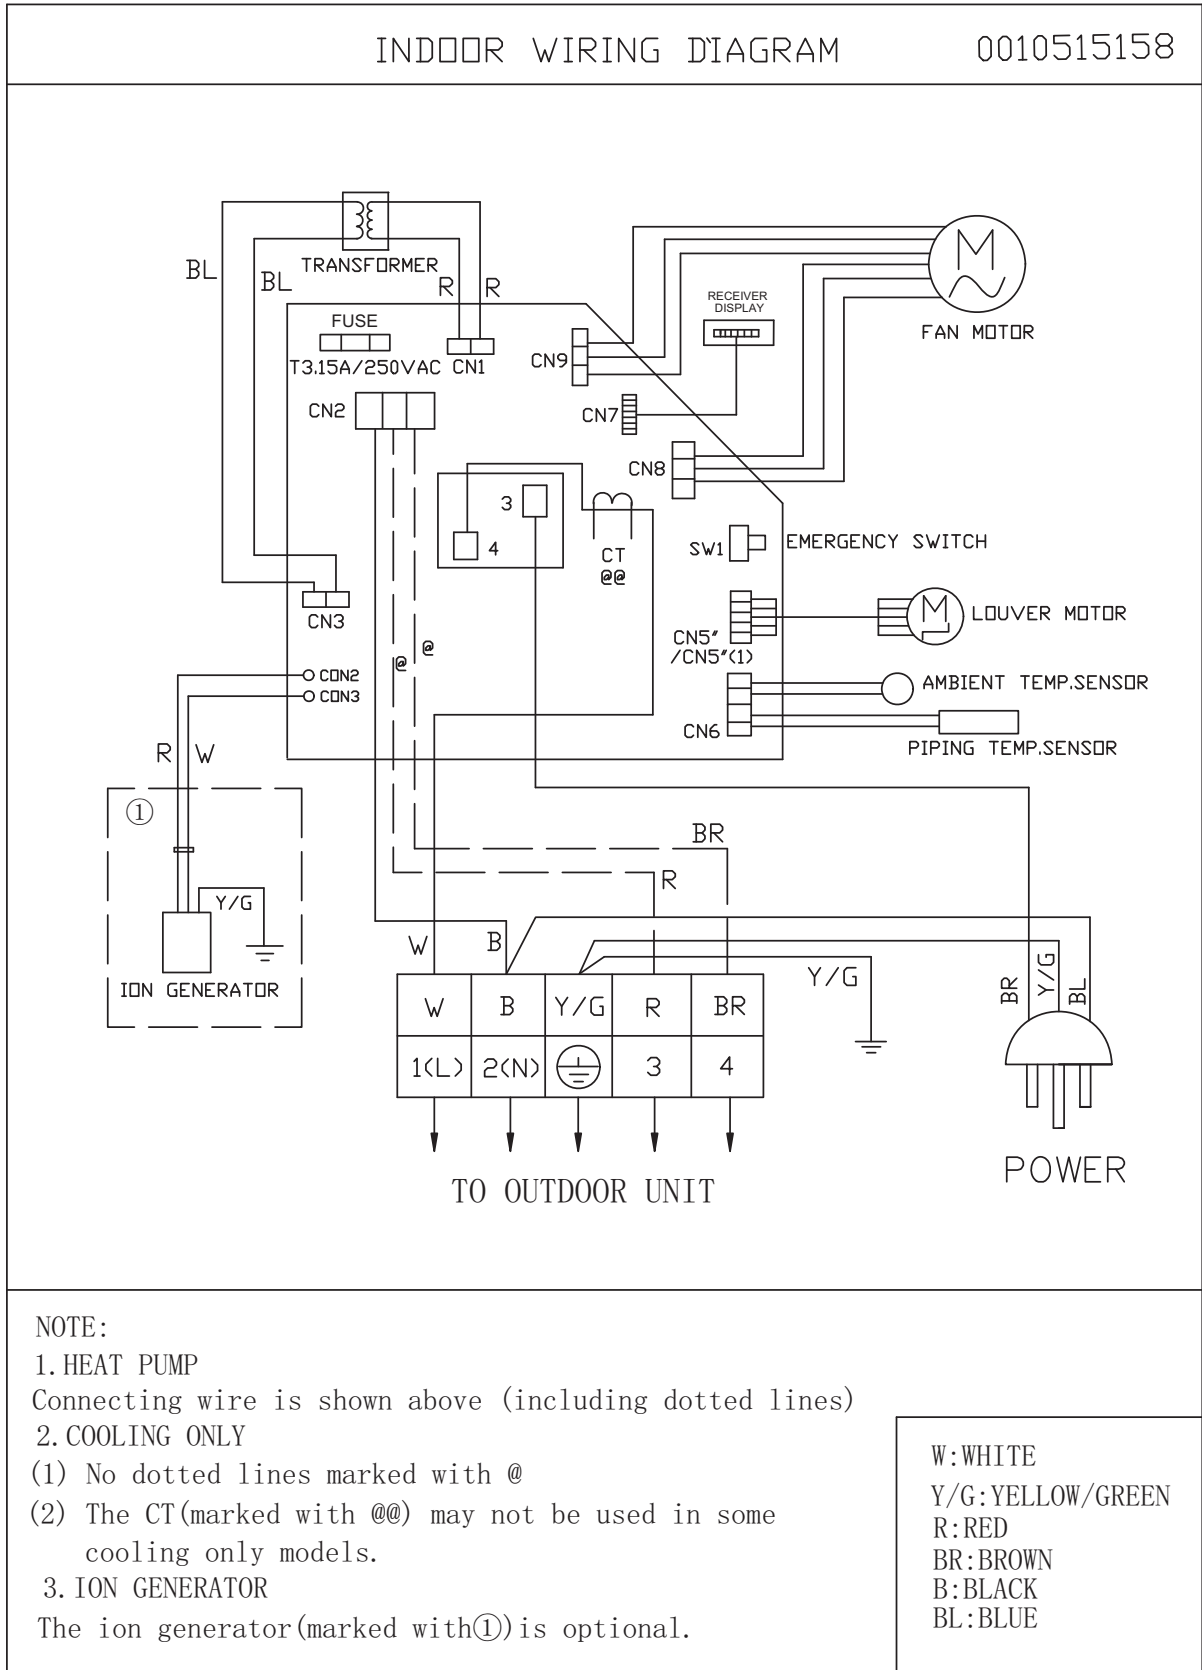 INDOOR WIRING DIAGRAM 0010515158
TRANSFORMER
BL
BL
R
R
FUSE
T3.15A/250VAC
CN1
CN9
RECEIVER
DISPLAY
M
FAN MOTOR
CN2
CN7
CN8
3
4
CT
@@
SW1
EMERGENCY SWITCH
CN3
CN5"
/CN5"(1)
M
LOUVER MOTOR
@
@
CON2
CON3
CN6
AMBIENT TEMP.SENSOR
PIPING TEMP.SENSOR
R
W
①
Y/G
ION GENERATOR
BR
R
W
B
Y/G
BR
Y/G
BL
W B Y/G R BR
1(L) 2(N) 3 4
TO OUTDOOR UNIT
POWER
NOTE:
1.HEAT PUMP
Connecting wire is shown above (including dotted lines)
2.COOLING ONLY
(1) No dotted lines marked with @
(2) The CT(marked with @@) may not be used in some
cooling only models.
3.ION GENERATOR
The ion generator(marked with①)is optional.
W:WHITE
Y/G:YELLOW/GREEN
R:RED
BR:BROWN
B:BLACK
BL:BLUE